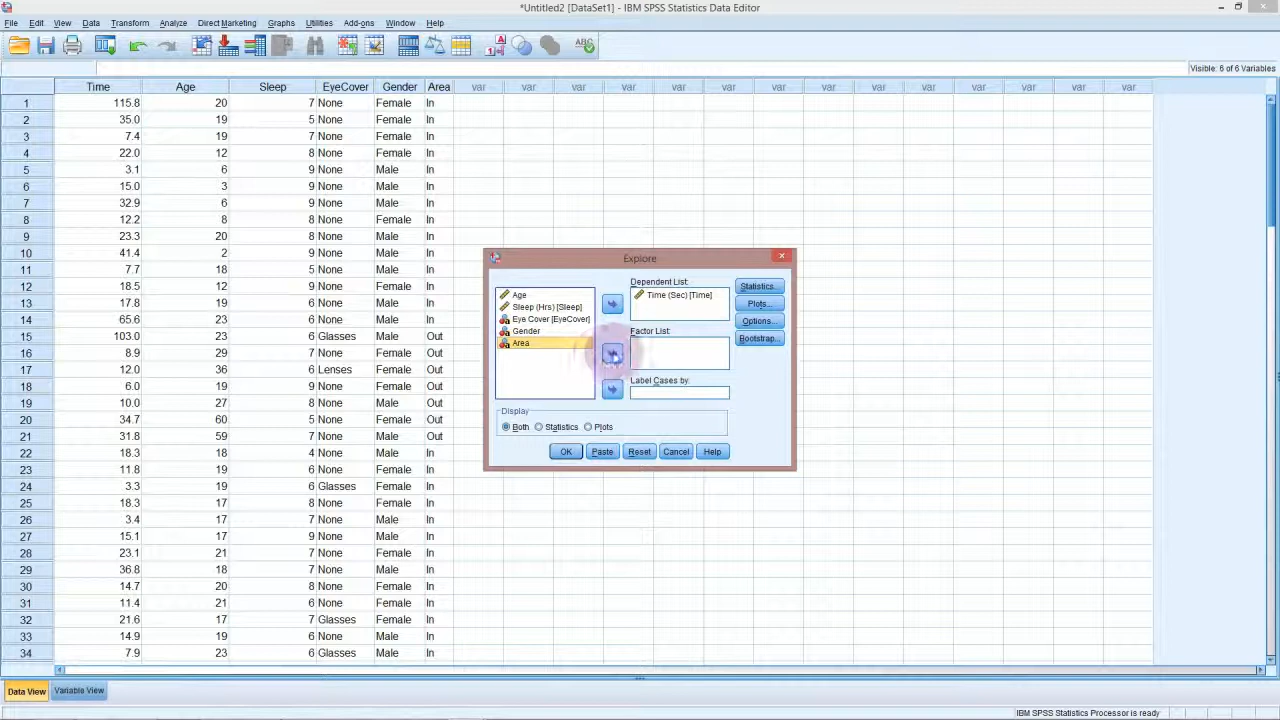 *Untitled2 [DataSet1] - IBM SPSS Statistics Data Editor
File Edit View Data Transform Analyze Direct Marketing Graphs Utilities Add-ons Window Help
Visible: 6 of 6 Variables
Time Age Sleep EyeCover Gender Area var var var var var var var var var var var var var var
1 115.8 20 7 None Female In
2 35.0 19 5 None Female In
3 7.4 19 7 None Female In
4 22.0 12 8 None Female In
5 3.1 6 9 None Male In
6 15.0 3 9 None Male In
7 32.9 6 9 None Male In
8 12.2 8 8 None Female In
9 23.3 20 8 None Male In
10 41.4 2 9 None Male In
11 7.7 18 5 None Male In
12 18.5 12 9 None Female In
13 17.8 19 6 None Male In
14 65.6 23 6 None Male In
15 103.0 23 6 Glasses Male Out
16 8.9 29 7 None Female Out
17 12.0 36 6 Lenses Female Out
18 6.0 19 9 None Male Out
19 10.0 27 8 None Male Out
20 34.7 60 5 None Female Out
21 31.8 59 7 None Male Out
22 18.3 18 4 None Male In
23 11.8 19 6 None Female In
24 3.3 19 6 Glasses Female In
25 18.3 17 8 None Female In
26 3.4 17 7 None Male In
27 15.1 17 9 None Male In
28 23.1 21 7 None Female In
29 36.8 18 7 None Male In
30 14.7 20 8 None Female In
31 11.4 21 6 None Female In
32 21.6 17 7 Glasses Female In
33 14.9 19 6 None Male In
34 7.9 23 6 Glasses Male In
Explore
Dependent List:
Age
Sleep (Hrs) [Sleep]
Eye Cover [EyeCover]
Gender
Area
Time (Sec) [Time]
Factor List:
Label Cases by:
Statistics...
Plots...
Options...
Bootstrap...
Display
Both Statistics Plots
OK Paste Reset Cancel Help
Data View Variable View
IBM SPSS Statistics Processor is ready